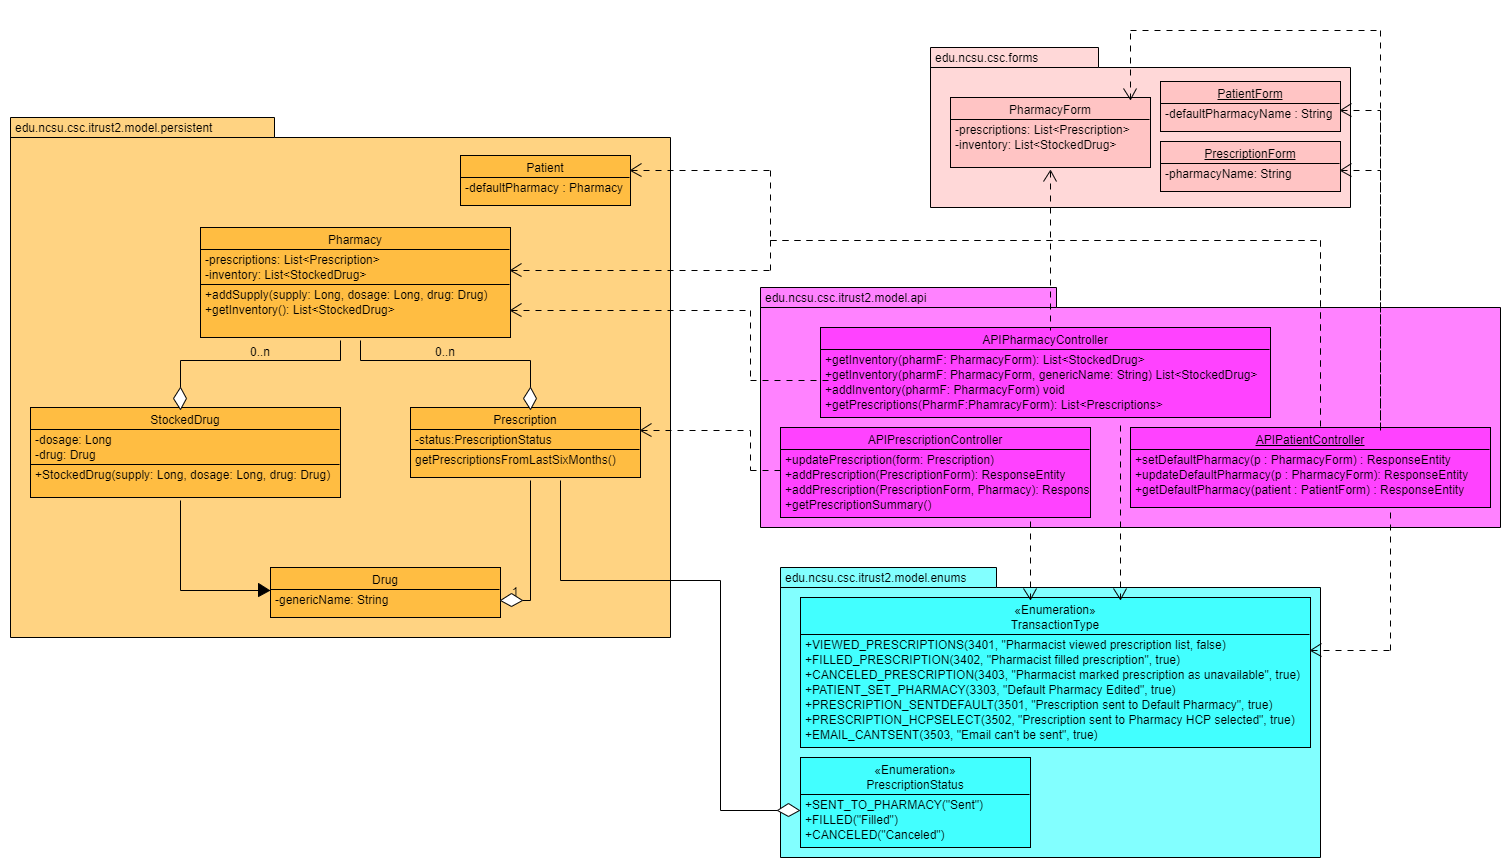 edu.ncsu.csc.forms
PharmacyForm
-prescriptions: List<Prescription>
-inventory: List<StockedDrug>
PatientForm
-defaultPharmacyName : String
PrescriptionForm
-pharmacyName: String
edu.ncsu.csc.itrust2.model.persistent
Patient
-defaultPharmacy : Pharmacy
Pharmacy
-prescriptions: List<Prescription>
-inventory: List<StockedDrug>
+addSupply(supply: Long, dosage: Long, drug: Drug)
+getInventory(): List<StockedDrug>
0..n
0..n
StockedDrug
-dosage: Long
-drug: Drug
+StockedDrug(supply: Long, dosage: Long, drug: Drug)
Prescription
-status:PrescriptionStatus
getPrescriptionsFromLastSixMonths()
Drug
-genericName: String
1
edu.ncsu.csc.itrust2.model.api
APIPharmacyController
+getInventory(pharmF: PharmacyForm): List<StockedDrug>
+getInventory(pharmF: PharmacyForm, genericName: String) List<StockedDrug>
+addInventory(pharmF: PharmacyForm) void
+getPrescriptions(PharmF:PhamracyForm): List<Prescriptions>
APIPrescriptionController
+updatePrescription(form: Prescription)
+addPrescription(PrescriptionForm): ResponseEntity
+addPrescription(PrescriptionForm, Pharmacy): Respons
+getPrescriptionSummary()
APIPatientController
+setDefaultPharmacy(p : PharmacyForm) : ResponseEntity
+updateDefaultPharmacy(p : PharmacyForm): ResponseEntity
+getDefaultPharmacy(patient : PatientForm) : ResponseEntity
edu.ncsu.csc.itrust2.model.enums
«Enumeration»
TransactionType
+VIEWED_PRESCRIPTIONS(3401, "Pharmacist viewed prescription list, false)
+FILLED_PRESCRIPTION(3402, "Pharmacist filled prescription", true)
+CANCELED_PRESCRIPTION(3403, "Pharmacist marked prescription as unavailable", true)
+PATIENT_SET_PHARMACY(3303, "Default Pharmacy Edited", true)
+PRESCRIPTION_SENTDEFAULT(3501, "Prescription sent to Default Pharmacy", true)
+PRESCRIPTION_HCPSELECT(3502, "Prescription sent to Pharmacy HCP selected", true)
+EMAIL_CANTSENT(3503, "Email can't be sent", true)
«Enumeration»
PrescriptionStatus
+SENT_TO_PHARMACY("Sent")
+FILLED("Filled")
+CANCELED("Canceled")